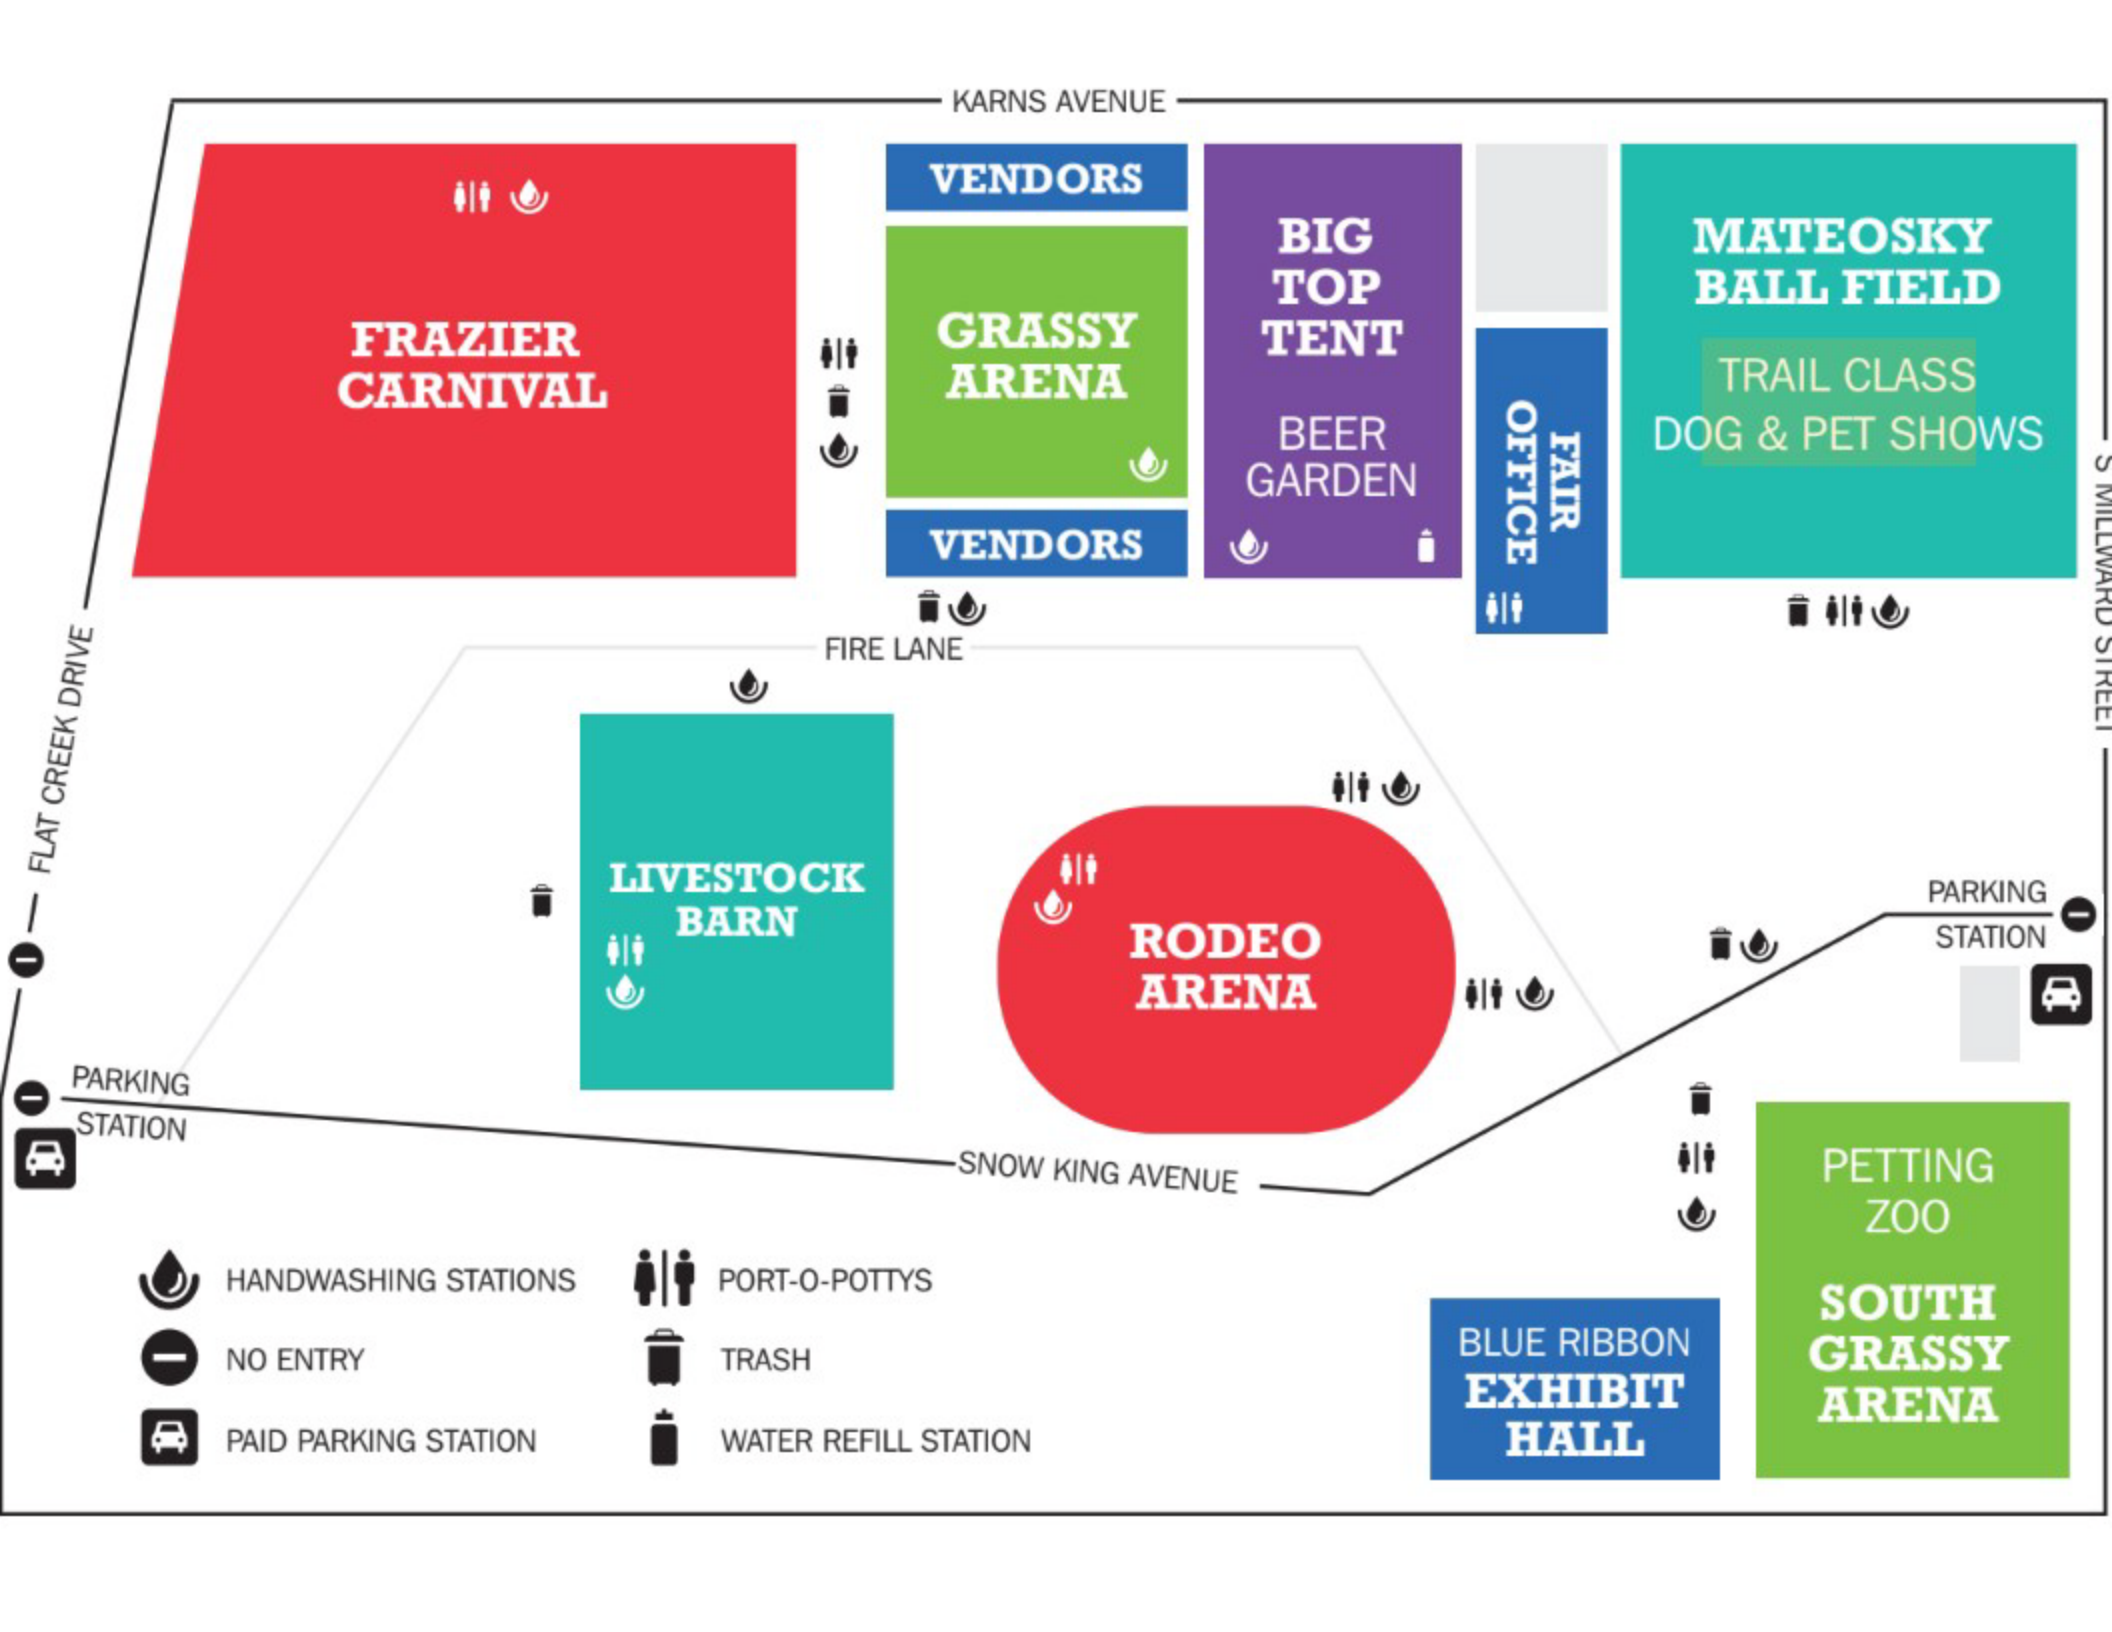 KARNS AVENUE
FRAZIER
CARNIVAL
VENDORS
GRASSY
ARENA
VENDORS
BIG
TOP
TENT
BEER
GARDEN
FAIR
OFFICE
MATEOSKY
BALL FIELD
TRAIL CLASS
DOG & PET SHOWS
S MILLWARD STREET
FLAT CREEK DRIVE
FIRE LANE
LIVESTOCK
BARN
RODEO
ARENA
PARKING
STATION
PARKING
STATION
SNOW KING AVENUE
PETTING
ZOO
SOUTH
GRASSY
ARENA
BLUE RIBBON
EXHIBIT
HALL
HANDWASHING STATIONS
PORT-O-POTTYS
NO ENTRY
TRASH
PAID PARKING STATION
WATER REFILL STATION